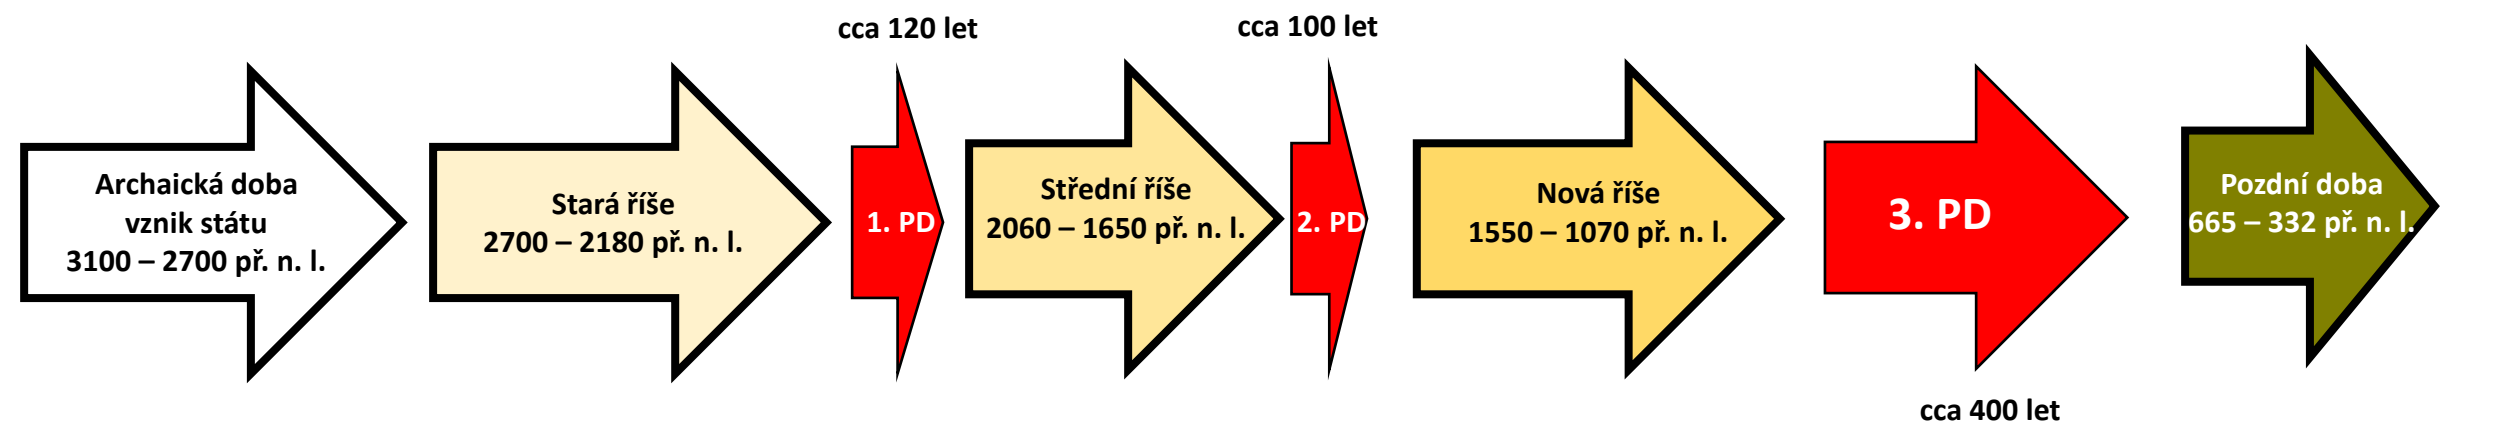 cca 120 let
cca 100 let
Archaická doba
vznik státu
3100 – 2700 př. n. l.
Stará říše
2700 – 2180 př. n. l.
1. PD
Střední říše
2060 – 1650 př. n. l.
2. PD
Nová říše
1550 – 1070 př. n. l.
3. PD
Pozdní doba
665 – 332 př. n. l.
cca 400 let